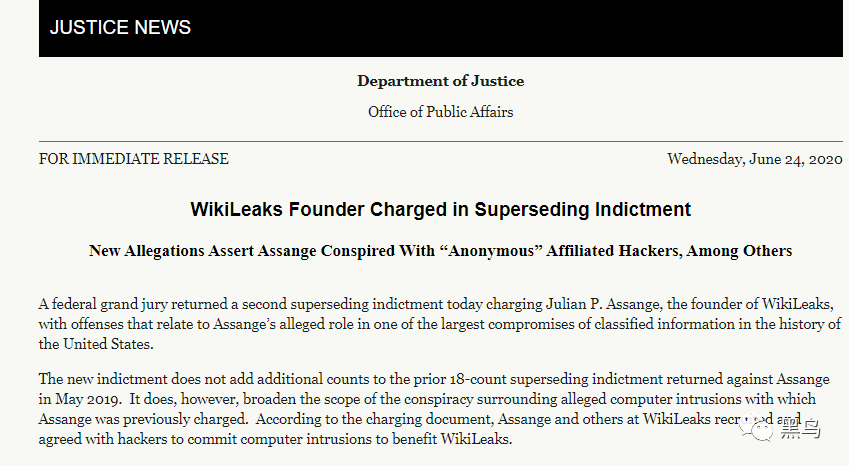 JUSTICE NEWS
Department of Justice
Office of Public Affairs
FOR IMMEDIATE RELEASE Wednesday, June 24, 2020
WikiLeaks Founder Charged in Superseding Indictment
New Allegations Assert Assange Conspired With “Anonymous” Affiliated Hackers, Among Others
A federal grand jury returned a second superseding indictment today charging Julian P. Assange, the founder of WikiLeaks,
with offenses that relate to Assange’s alleged role in one of the largest compromises of classified information in the history of
the United States.
The new indictment does not add additional counts to the prior 18-count superseding indictment returned against Assange
in May 2019.  It does, however, broaden the scope of the conspiracy surrounding alleged computer intrusions with which
Assange was previously charged.  According to the charging document, Assange and others at WikiLeaks recruited and
agreed with hackers to commit computer intrusions to benefit WikiLeaks.
黑鸟